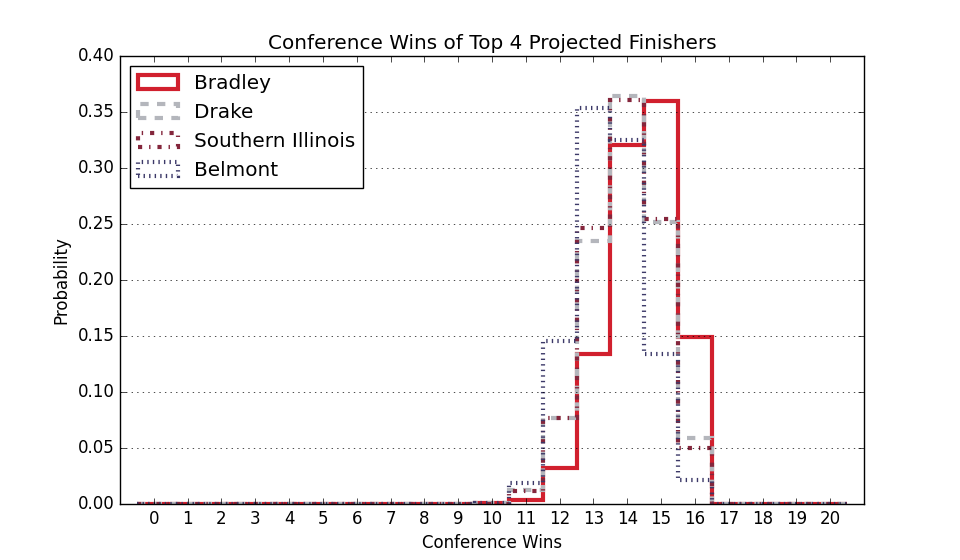 Conference Wins of Top 4 Projected Finishers
0.40
0.35
0.30
0.25
0.20
0.15
0.10
0.05
0.00
Probability
Bradley
Drake
Southern Illinois
Belmont
0 1 2 3 4 5 6 7 8 9 10 11 12 13 14 15 16 17 18 19 20
Conference Wins